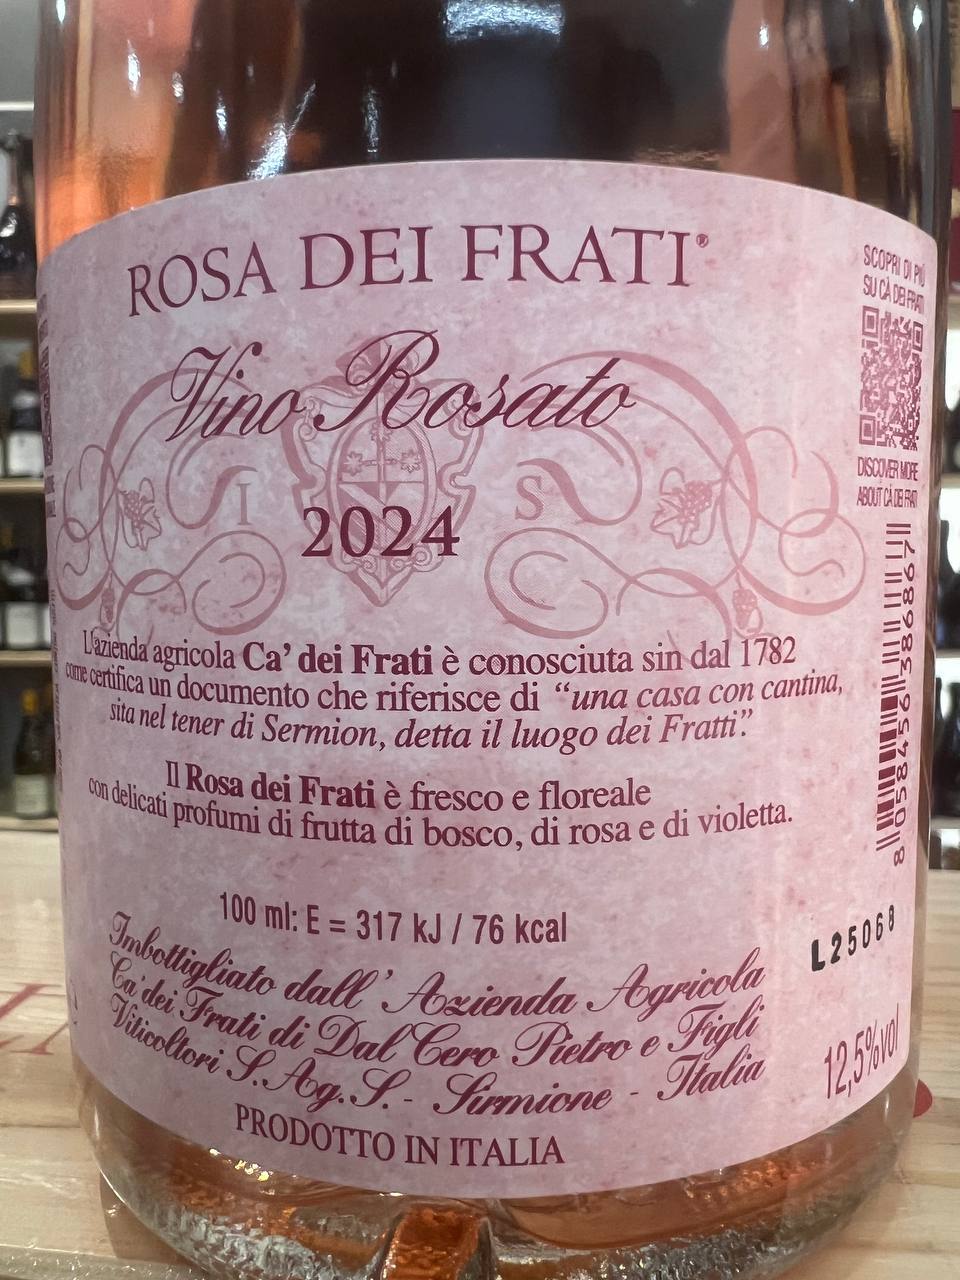 ROSA DEI FRATI®
Vino Rosato
I S
2024
L'azienda agricola Ca' dei Frati è conosciuta sin dal 1782
come certifica un documento che riferisce di “una casa con cantina,
sita nel tener di Sermion, detta il luogo dei Fratti”.
Il Rosa dei Frati è fresco e floreale
con delicati profumi di frutta di bosco, di rosa e di violetta.
100 ml: E = 317 kJ / 76 kcal
Imbottigliato dall' Azienda Agricola
Ca' dei Frati di Dal Cero Pietro e Figli
Viticoltori S.Ag.S. - Sirmione - Italia
PRODOTTO IN ITALIA
SCOPRI DI PIÙ
SU CÀ DEI FRATI
DISCOVER MORE
ABOUT CÀ DEI FRATI
8 058456 386867
L25068
12,5%vol